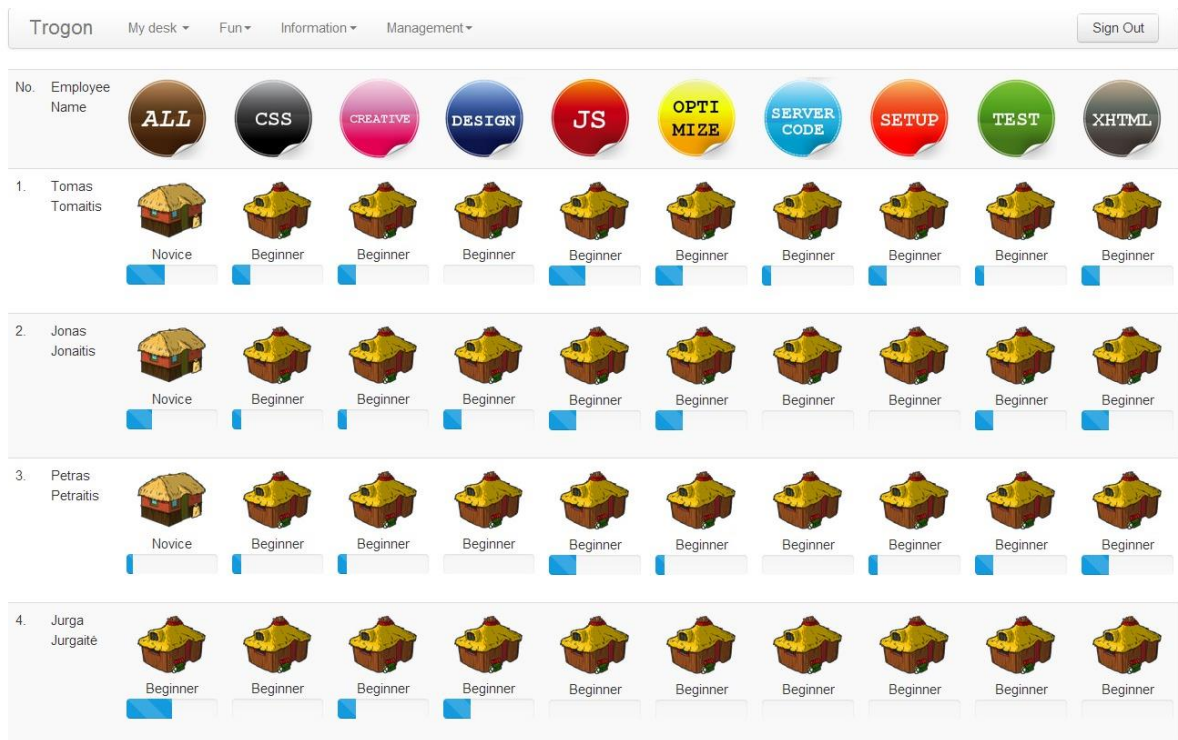 Trogon My desk Fun Information Management Sign Out
No. Employee Name ALL CSS CREATIVE DESIGN JS OPTI MIZE SERVER CODE SETUP TEST XHTML
1. Tomas Tomaitis
Novice Beginner Beginner Beginner Beginner Beginner Beginner Beginner Beginner Beginner
2. Jonas Jonaitis
Novice Beginner Beginner Beginner Beginner Beginner Beginner Beginner Beginner Beginner
3. Petras Petraitis
Novice Beginner Beginner Beginner Beginner Beginner Beginner Beginner Beginner Beginner
4. Jurga Jurgaitė
Beginner Beginner Beginner Beginner Beginner Beginner Beginner Beginner Beginner Beginner